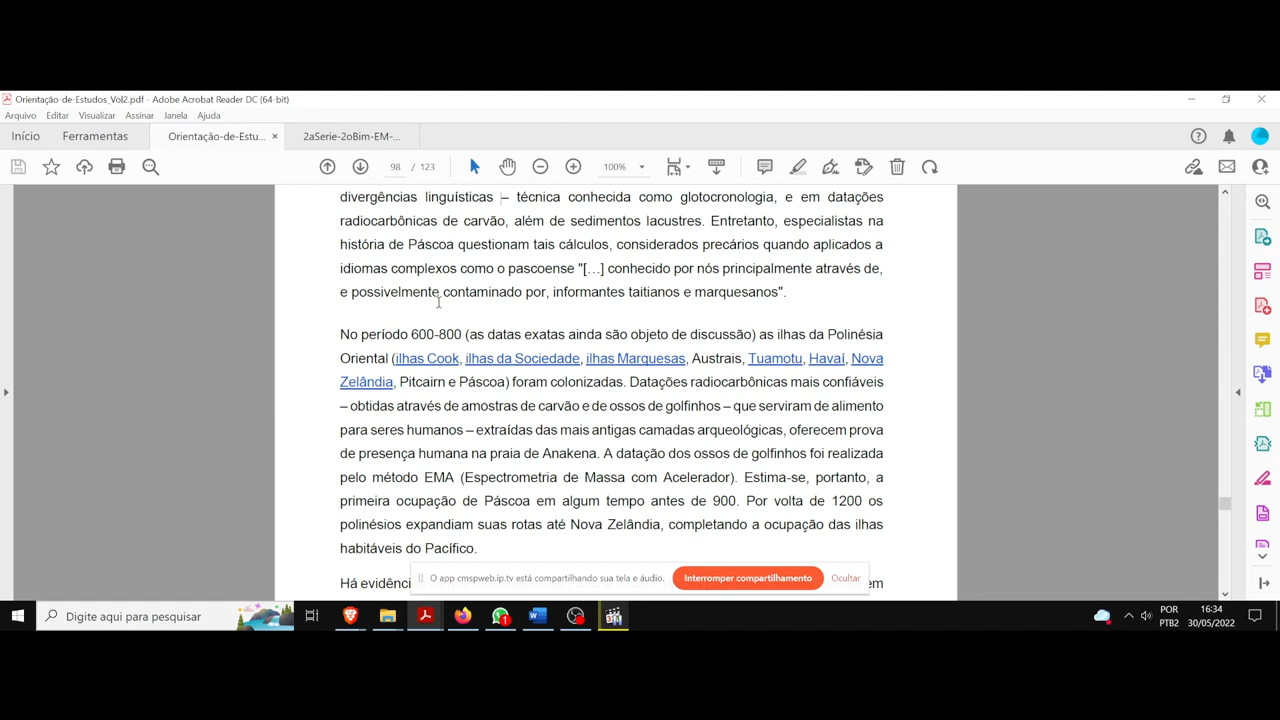 Orientação-de-Estudos_Vol2.pdf - Adobe Acrobat Reader DC (64-bit)
Arquivo Editar Visualizar Assinar Janela Ajuda
Início Ferramentas Orientação-de-Estu... × 2aSerie-2oBim-EM-...
98 / 123 100%
divergências linguísticas – técnica conhecida como glotocronologia, e em datações
radiocarbônicas de carvão, além de sedimentos lacustres. Entretanto, especialistas na
história de Páscoa questionam tais cálculos, considerados precários quando aplicados a
idiomas complexos como o pascoense "[…] conhecido por nós principalmente através de,
e possivelmente contaminado por, informantes taitianos e marquesanos".
No período 600-800 (as datas exatas ainda são objeto de discussão) as ilhas da Polinésia
Oriental (ilhas Cook, ilhas da Sociedade, ilhas Marquesas, Austrais, Tuamotu, Havaí, Nova
Zelândia, Pitcairn e Páscoa) foram colonizadas. Datações radiocarbônicas mais confiáveis
– obtidas através de amostras de carvão e de ossos de golfinhos – que serviram de alimento
para seres humanos – extraídas das mais antigas camadas arqueológicas, oferecem prova
de presença humana na praia de Anakena. A datação dos ossos de golfinhos foi realizada
pelo método EMA (Espectrometria de Massa com Acelerador). Estima-se, portanto, a
primeira ocupação de Páscoa em algum tempo antes de 900. Por volta de 1200 os
polinésios expandiam suas rotas até Nova Zelândia, completando a ocupação das ilhas
habitáveis do Pacífico.
Há evidênci em
O app cmspweb.ip.tv está compartilhando sua tela e áudio. Interromper compartilhamento Ocultar
Digite aqui para pesquisar
1
POR 16:34
PTB2 30/05/2022